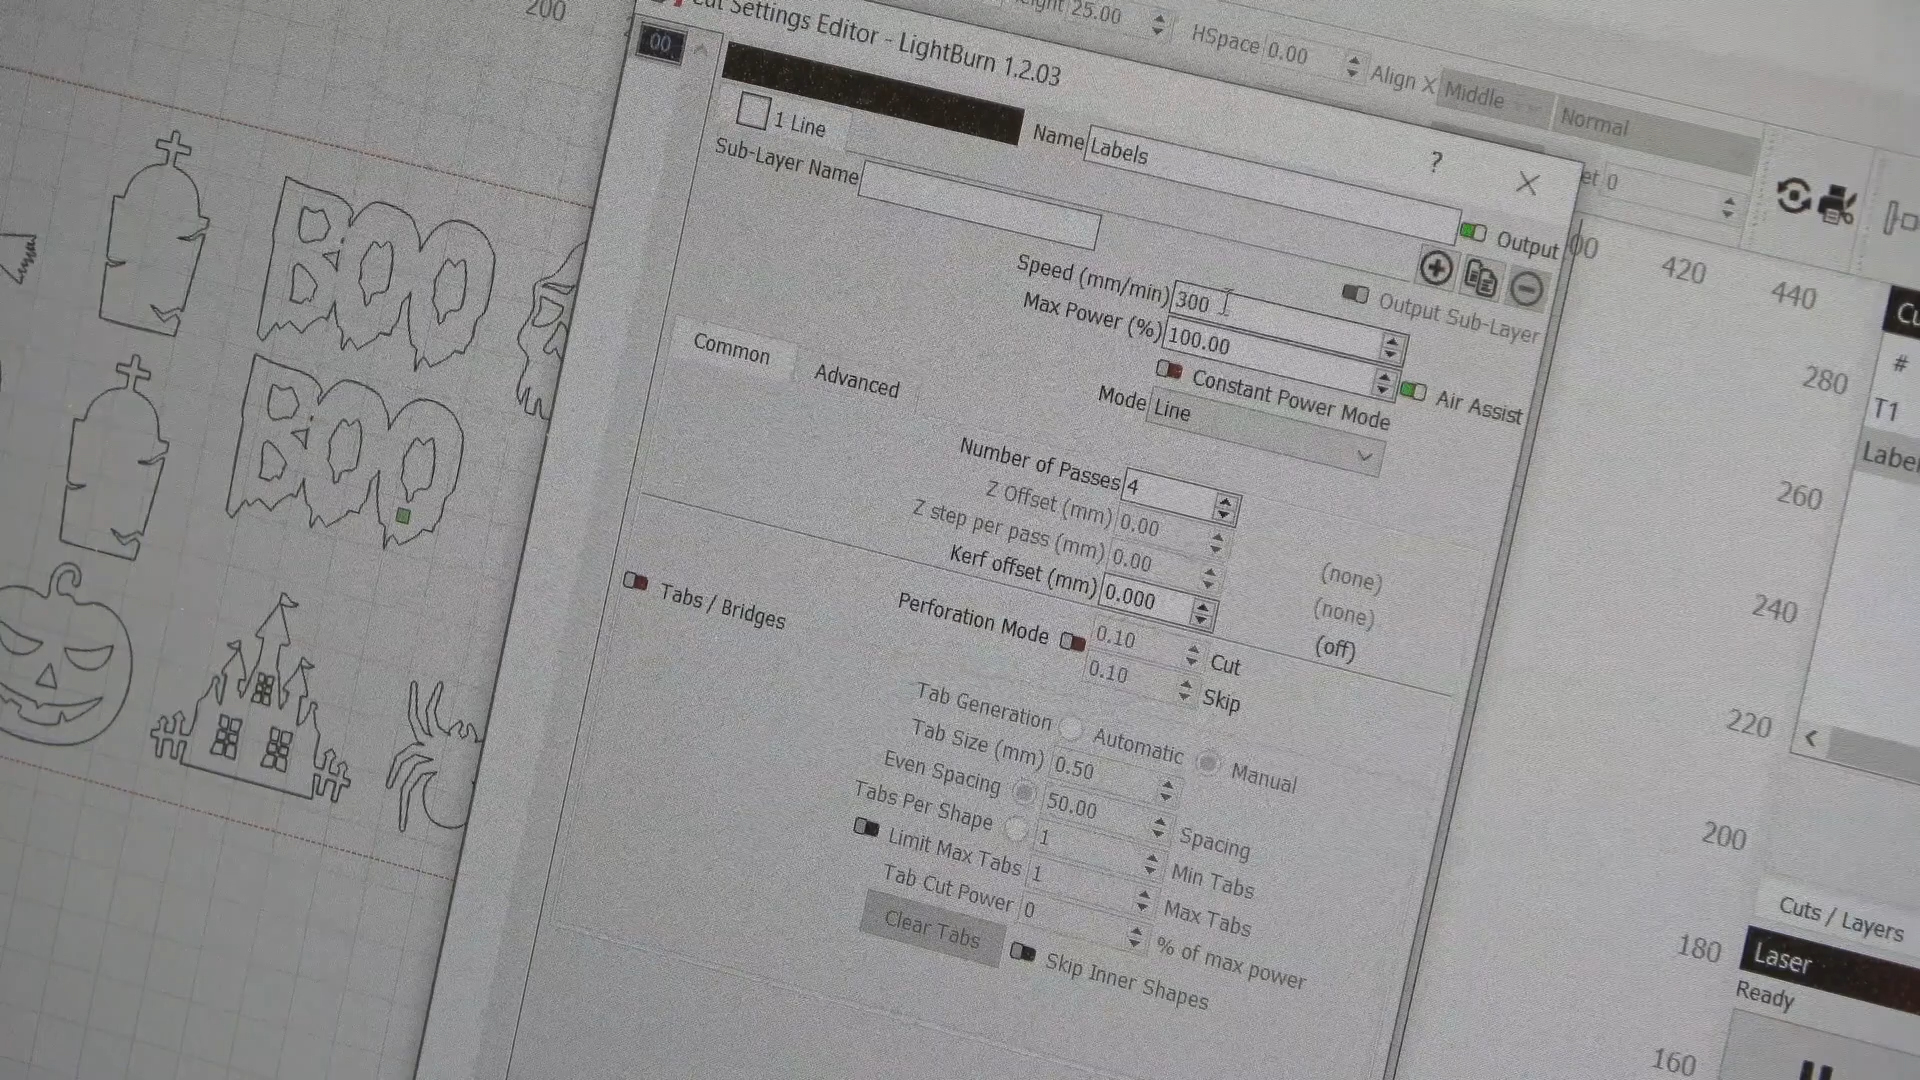 200
25.00
HSpace 0.00
Align X Middle
Normal
Settings Editor - LightBurn 1.2.03
00
1 Line
Name Labels
?
0
Sub-Layer Name
Output
00
420
440
Speed (mm/min) 300
Output Sub-Layer
Max Power (%) 100.00
Common
Advanced
Constant Power Mode
Air Assist
Mode Line
#
280
T1
Number of Passes 4
Z Offset (mm) 0.00
(none)
Z step per pass (mm) 0.00
(none)
260
Kerf offset (mm) 0.000
(off)
Tabs / Bridges
Perforation Mode
0.10
Cut
0.10
Skip
240
Tab Generation
Automatic
Manual
220
Tab Size (mm) 0.50
Even Spacing
50.00
Spacing
Tabs Per Shape
1
Min Tabs
200
Limit Max Tabs 1
Max Tabs
Tab Cut Power 0
% of max power
Clear Tabs
Skip Inner Shapes
Cuts / Layers
180
Laser
Ready
160